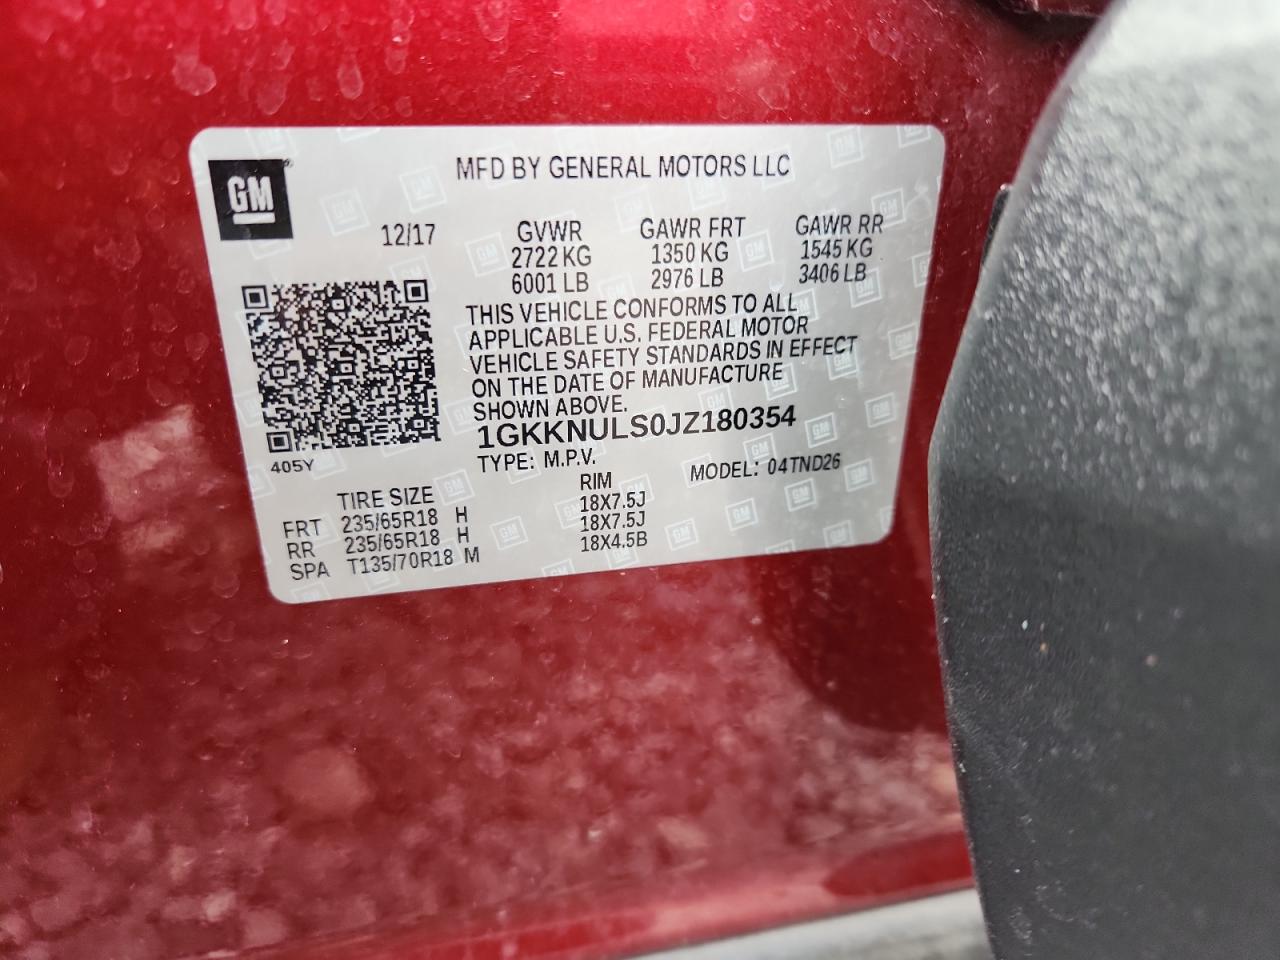 GM
MFD BY GENERAL MOTORS LLC
12/17 GVWR GAWR FRT GAWR RR
2722 KG 1350 KG 1545 KG
6001 LB 2976 LB 3406 LB
THIS VEHICLE CONFORMS TO ALL
APPLICABLE U.S. FEDERAL MOTOR
VEHICLE SAFETY STANDARDS IN EFFECT
ON THE DATE OF MANUFACTURE
SHOWN ABOVE.
1GKKNULS0JZ180354
405Y
TYPE: M.P.V. MODEL: 04TND26
TIRE SIZE RIM
FRT 235/65R18 H 18X7.5J
RR 235/65R18 H 18X7.5J
SPA T135/70R18 M 18X4.5B